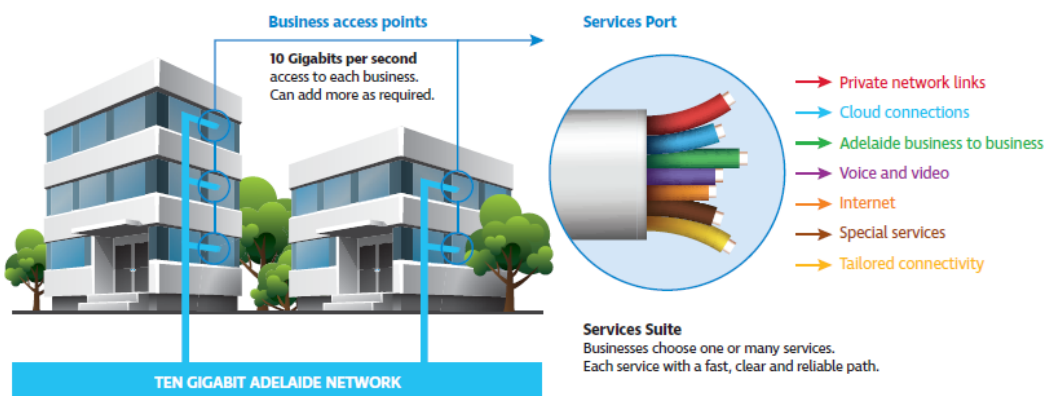 Business access points
10 Gigabits per second
access to each business.
Can add more as required.
Services Port
Private network links
Cloud connections
Adelaide business to business
Voice and video
Internet
Special services
Tailored connectivity
Services Suite
Businesses choose one or many services.
Each service with a fast, clear and reliable path.
TEN GIGABIT ADELAIDE NETWORK